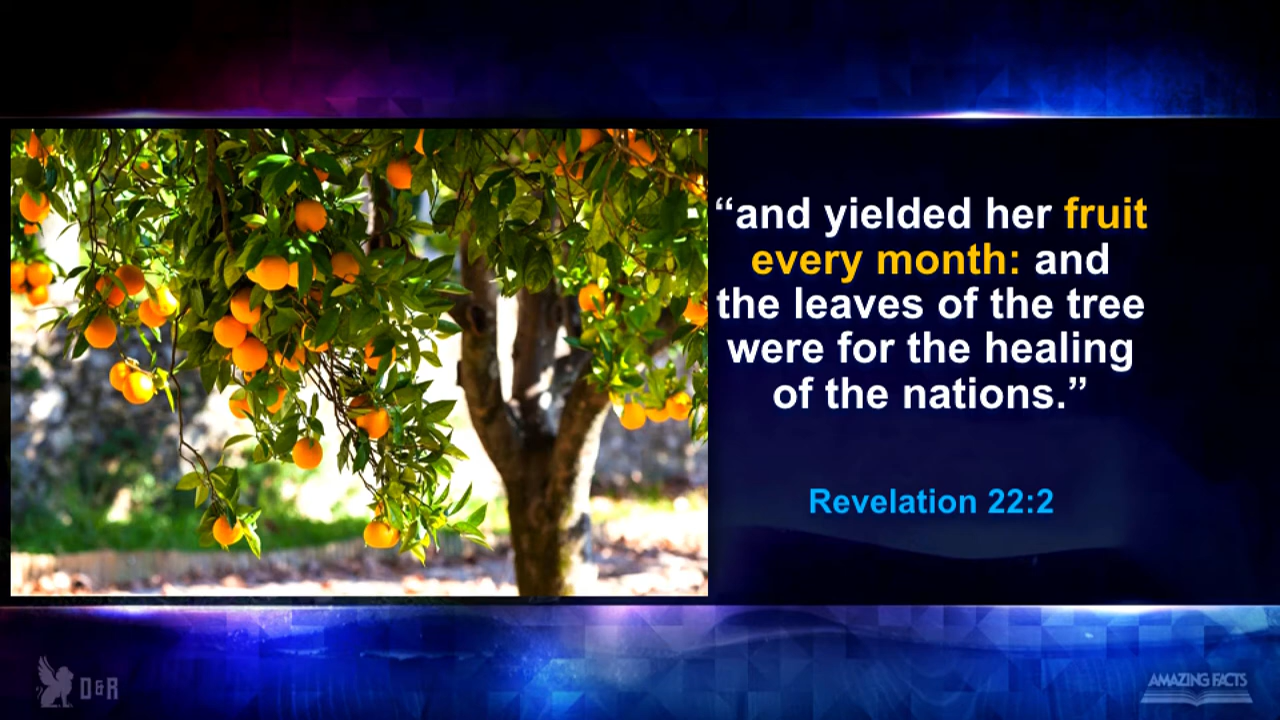 “and yielded her fruit
every month: and
the leaves of the tree
were for the healing
of the nations.”
Revelation 22:2
D&R
AMAZING FACTS